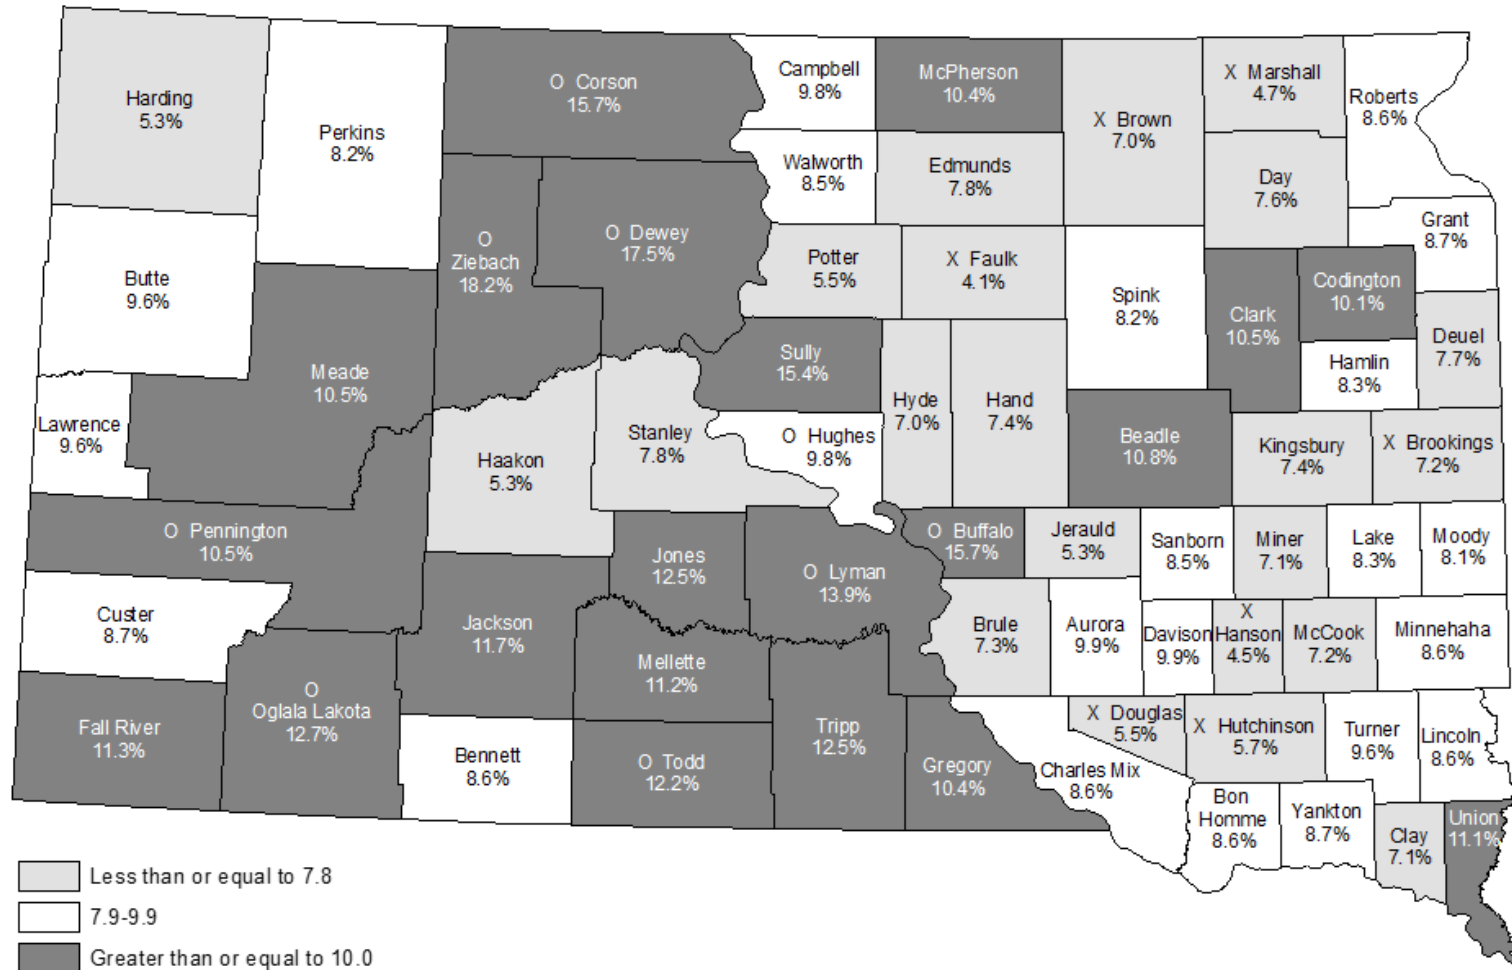 Harding
5.3%
Perkins
8.2%
O Corson
15.7%
Campbell
9.8%
McPherson
10.4%
X Brown
7.0%
X Marshall
4.7%
Roberts
8.6%
Walworth
8.5%
Edmunds
7.8%
Day
7.6%
Grant
8.7%
Butte
9.6%
O
Ziebach
18.2%
O Dewey
17.5%
Potter
5.5%
X Faulk
4.1%
Spink
8.2%
Clark
10.5%
Codington
10.1%
Deuel
7.7%
Hamlin
8.3%
Meade
10.5%
Sully
15.4%
Hyde
7.0%
Hand
7.4%
Lawrence
9.6%
Haakon
5.3%
Stanley
7.8%
O Hughes
9.8%
Beadle
10.8%
Kingsbury
7.4%
X Brookings
7.2%
O Pennington
10.5%
Jones
12.5%
O Lyman
13.9%
O Buffalo
15.7%
Jerauld
5.3%
Sanborn
8.5%
Miner
7.1%
Lake
8.3%
Moody
8.1%
Custer
8.7%
Jackson
11.7%
Mellette
11.2%
Brule
7.3%
Aurora
9.9%
Davison
9.9%
X
Hanson
4.5%
McCook
7.2%
Minnehaha
8.6%
Fall River
11.3%
O
Oglala Lakota
12.7%
Bennett
8.6%
O Todd
12.2%
Tripp
12.5%
Gregory
10.4%
Charles Mix
8.6%
X Douglas
5.5%
X Hutchinson
5.7%
Turner
9.6%
Lincoln
8.6%
Bon
Homme
8.6%
Yankton
8.7%
Clay
7.1%
Union
11.1%
Less than or equal to 7.8
7.9-9.9
Greater than or equal to 10.0